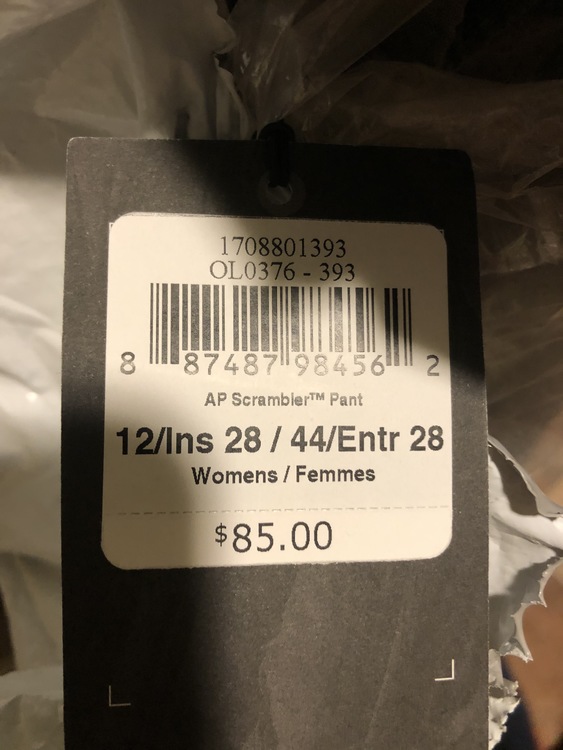 1708801393
OL0376 - 393
8 87487 98456 2
AP Scrambler™ Pant
12/Ins 28 / 44/Entr 28
Womens / Femmes
$85.00